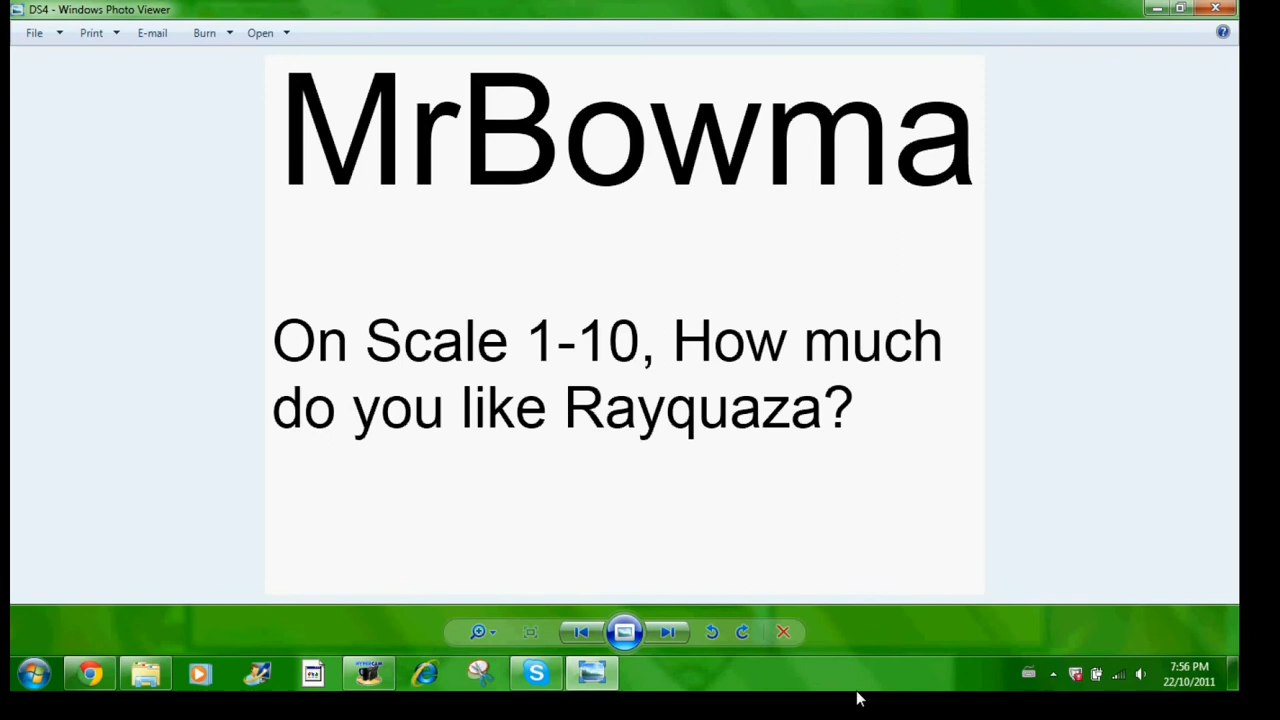 DS4 - Windows Photo Viewer
File Print E-mail Burn Open
MrBowma
On Scale 1-10, How much
do you like Rayquaza?
HYPERCAM
7:56 PM
22/10/2011